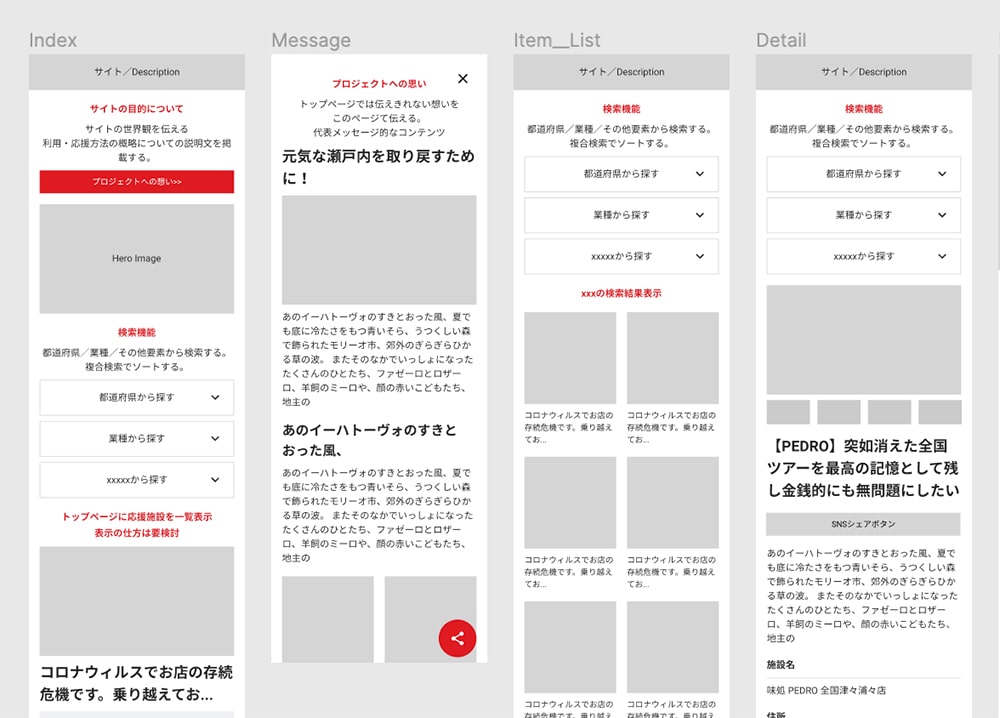 Index
サイト／Description
サイトの目的について
サイトの世界観を伝える
利用・応援方法の概略についての説明文を掲
載する。
プロジェクトへの想い>>
Hero Image
検索機能
都道府県／業種／その他要素から検索する。
複合検索でソートする。
都道府県から探す
業種から探す
xxxxxから探す
トップページに応援施設を一覧表示
表示の仕方は要検討
コロナウィルスでお店の存続
危機です。乗り越えてお...
Message
プロジェクトへの思い
トップページでは伝えきれない想いを
このページて伝える。
代表メッセージ的なコンテンツ
元気な瀬戸内を取り戻すため
に！
あのイーハトーヴォのすきとおった風、夏で
も底に冷たさをもつ青いそら、うつくしい森
で飾られたモリーオ市、郊外のぎらぎらひか
る草の波。 またそのなかでいっしょになった
たくさんのひとたち、ファゼーロとロザー
ロ、羊飼のミーロや、顔の赤いこどもたち、
地主の
あのイーハトーヴォのすきと
おった風、
あのイーハトーヴォのすきとおった風、夏で
も底に冷たさをもつ青いそら、うつくしい森
で飾られたモリーオ市、郊外のぎらぎらひか
る草の波。 またそのなかでいっしょになった
たくさんのひとたち、ファゼーロとロザー
ロ、羊飼のミーロや、顔の赤いこどもたち、
地主の
Item__List
サイト／Description
検索機能
都道府県／業種／その他要素から検索する。
複合検索でソートする。
都道府県から探す
業種から探す
xxxxxから探す
xxxの検索結果表示
コロナウィルスでお店の
存続危機です。乗り越え
てお...
コロナウィルスでお店の
存続危機です。乗り越え
てお...
コロナウィルスでお店の
存続危機です。乗り越え
てお...
コロナウィルスでお店の
存続危機です。乗り越え
てお...
コロナウィルスでお店の
存続危機です。乗り越え
コロナウィルスでお店の
存続危機です。乗り越え
Detail
サイト／Description
検索機能
都道府県／業種／その他要素から検索する。
複合検索でソートする。
都道府県から探す
業種から探す
xxxxxから探す
【PEDRO】突如消えた全国
ツアーを最高の記憶として残
し金銭的にも無問題にしたい
SNSシェアボタン
あのイーハトーヴォのすきとおった風、夏で
も底に冷たさをもつ青いそら、うつくしい森
で飾られたモリーオ市、郊外のぎらぎらひか
る草の波。 またそのなかでいっしょになった
たくさんのひとたち、ファゼーロとロザー
ロ、羊飼のミーロや、顔の赤いこどもたち、
地主の
施設名
味処 PEDRO 全国津々浦々店
住所